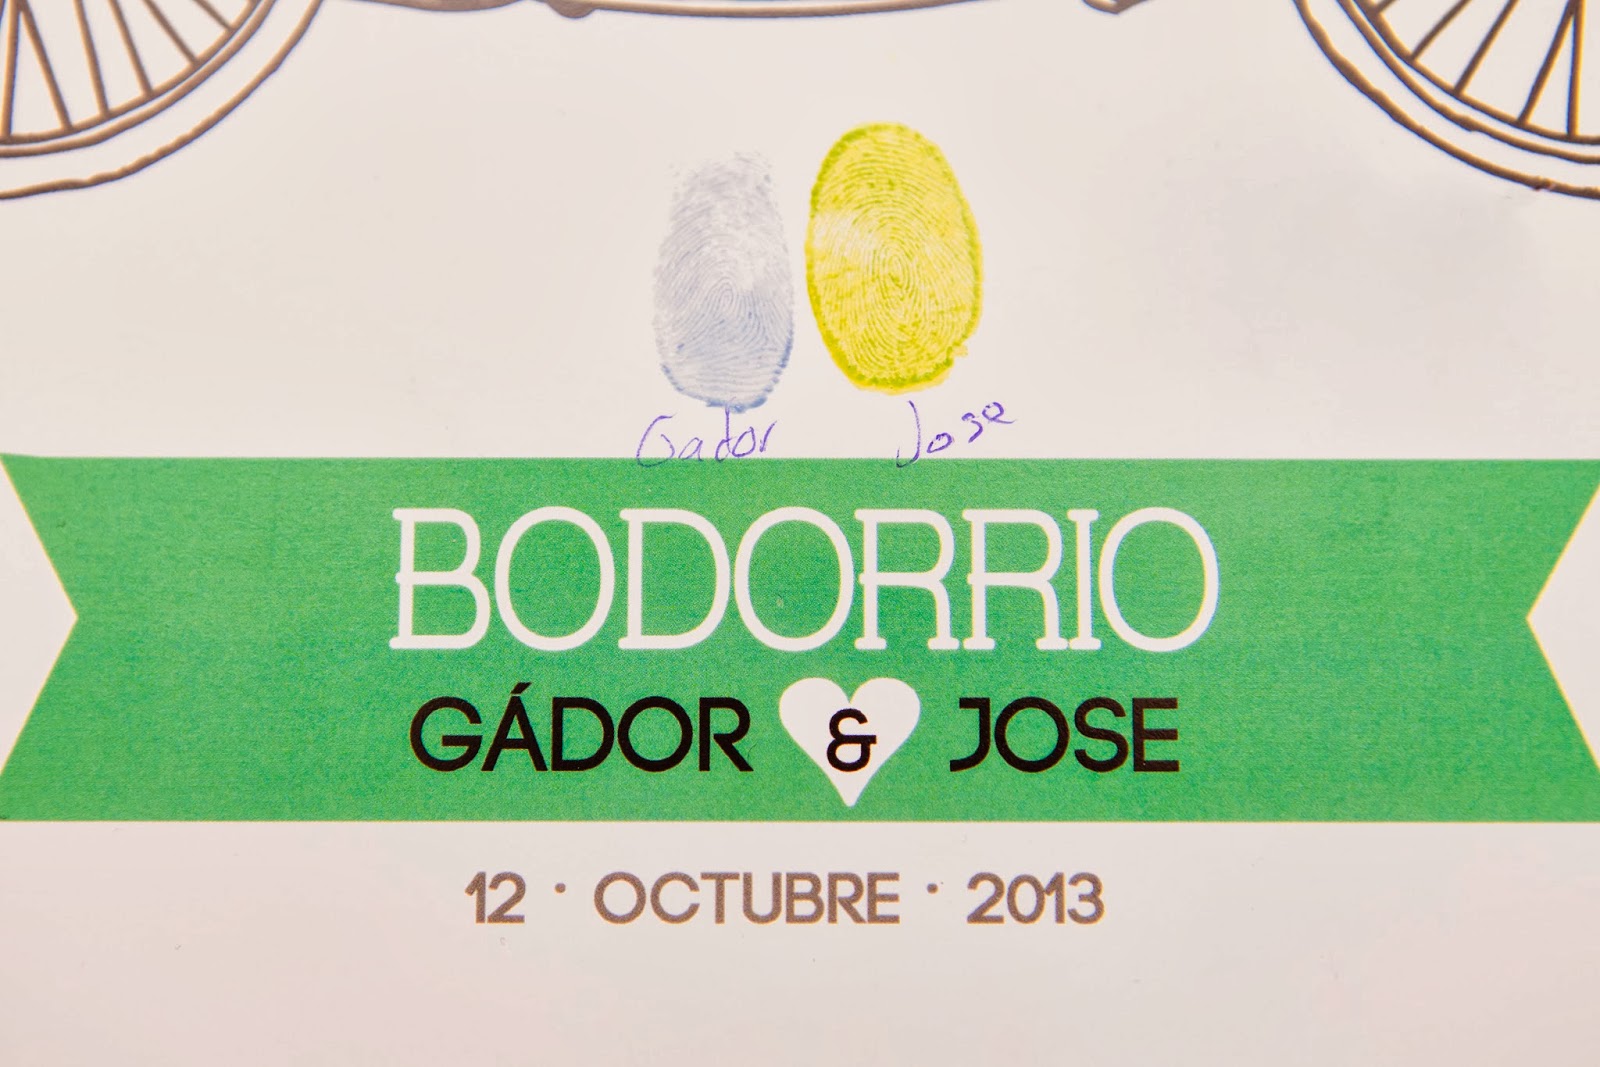 Gador Jose
BODORRIO
GÁDOR & JOSE
12 · OCTUBRE · 2013